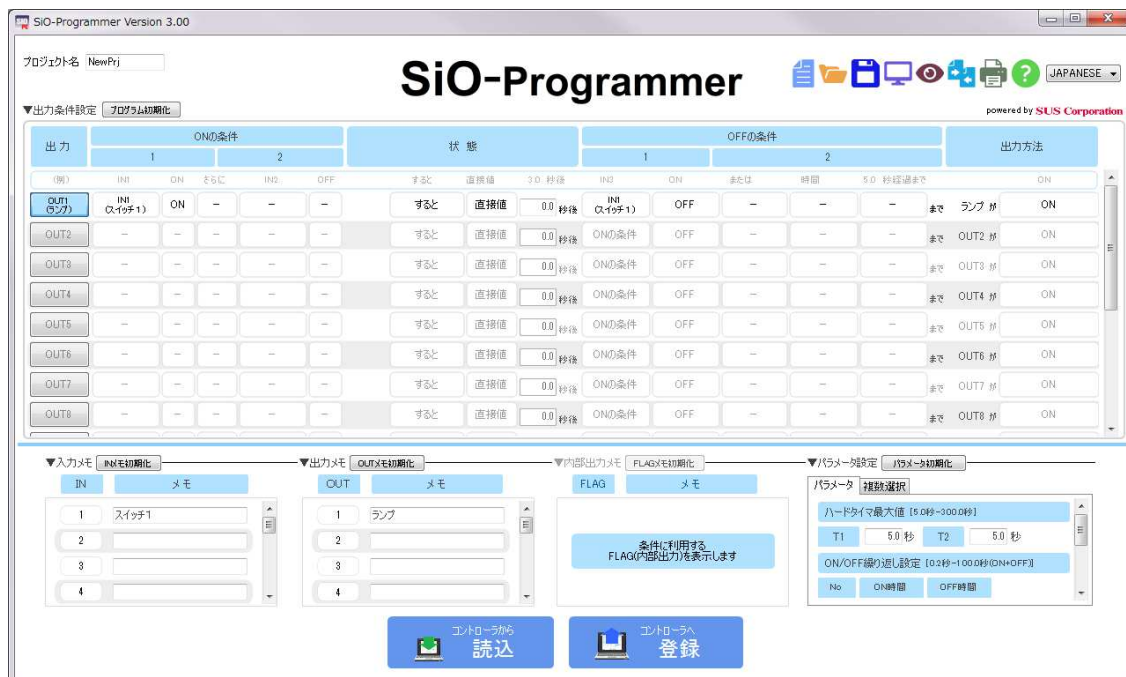 SiO-Programmer Version 3.00
プロジェクト名 NewPrj
SiO-Programmer
JAPANESE
▼出力条件設定 プログラム初期化
powered by SUS Corporation
出力 ONの条件 状態 OFFの条件 出力方法
1 2 1 2
(例) IN1 ON さらに IN2 OFF すると 直接値 3.0 秒後 IN3 ON または 時間 5.0 秒経過まで ON
OUT1 (ランプ) IN1 (スイッチ1) ON - - - すると 直接値 0.0 秒後 IN1 (スイッチ1) OFF - - まで ランプ が ON
OUT2 - - - - - すると 直接値 0.0 秒後 ONの条件 OFF - - まで OUT2 が ON
OUT3 - - - - - すると 直接値 0.0 秒後 ONの条件 OFF - - まで OUT3 が ON
OUT4 - - - - - すると 直接値 0.0 秒後 ONの条件 OFF - - まで OUT4 が ON
OUT5 - - - - - すると 直接値 0.0 秒後 ONの条件 OFF - - まで OUT5 が ON
OUT6 - - - - - すると 直接値 0.0 秒後 ONの条件 OFF - - まで OUT6 が ON
OUT7 - - - - - すると 直接値 0.0 秒後 ONの条件 OFF - - まで OUT7 が ON
OUT8 - - - - - すると 直接値 0.0 秒後 ONの条件 OFF - - まで OUT8 が ON
▼入力メモ INメモ初期化
IN メモ
1 スイッチ1
2
3
4
▼出力メモ OUTメモ初期化
OUT メモ
1 ランプ
2
3
4
▼内部出力メモ FLAGメモ初期化
FLAG メモ
条件に利用する
FLAG(内部出力)を表示します
▼パラメータ設定 パラメータ初期化
パラメータ 複数選択
ハードタイマ最大値 [5.0秒~300.0秒]
T1 5.0 秒 T2 5.0 秒
ON/OFF繰り返し設定 [0.2秒~100.0秒(ON+OFF)]
No ON時間 OFF時間
コントローラから
読込
コントローラへ
登録